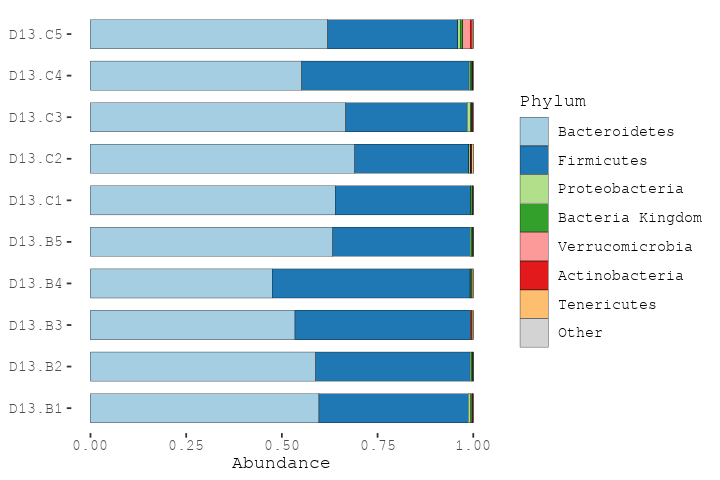 D13.C5
D13.C4
D13.C3
D13.C2
D13.C1
D13.B5
D13.B4
D13.B3
D13.B2
D13.B1
0.00 0.25 0.50 0.75 1.00
Abundance
Phylum
Bacteroidetes
Firmicutes
Proteobacteria
Bacteria Kingdom
Verrucomicrobia
Actinobacteria
Tenericutes
Other